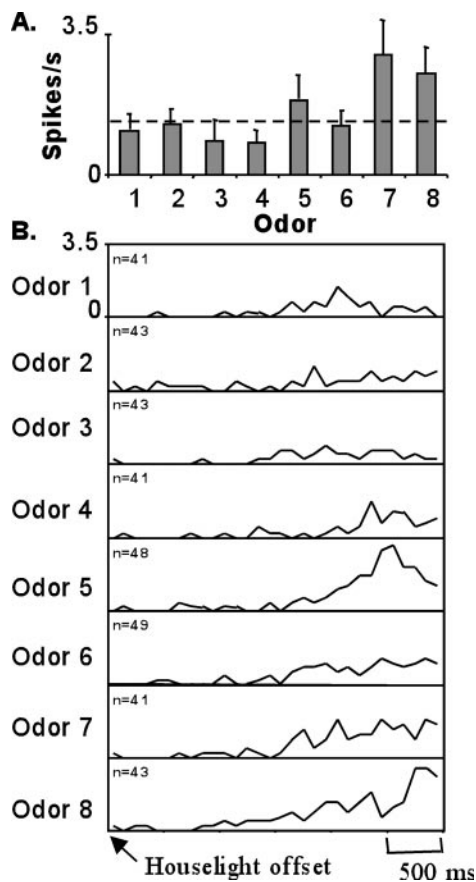 A.
3.5
Spikes/s
0
1 2 3 4 5 6 7 8
Odor
B.
3.5
n=41
Odor 1
0
n=43
Odor 2
n=43
Odor 3
n=41
Odor 4
n=48
Odor 5
n=49
Odor 6
n=41
Odor 7
n=43
Odor 8
Houselight offset
500 ms